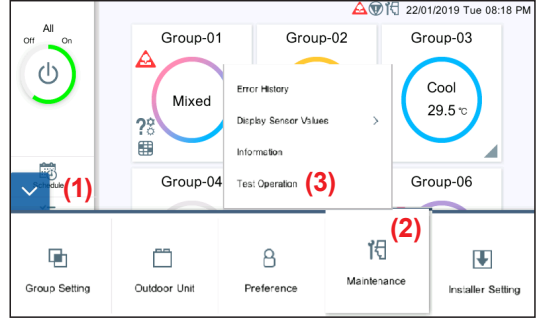 22/01/2019 Tue 08:18 PM
All
Off
On
Group-01
Group-02
Group-03
Mixed
Cool
29.5 °C
Error History
Display Sensor Values
Information
Test Operation
(3)
Schedule
(1)
Group-04
Group-06
(2)
Group Setting
Outdoor Unit
Preference
Maintenance
Installer Setting